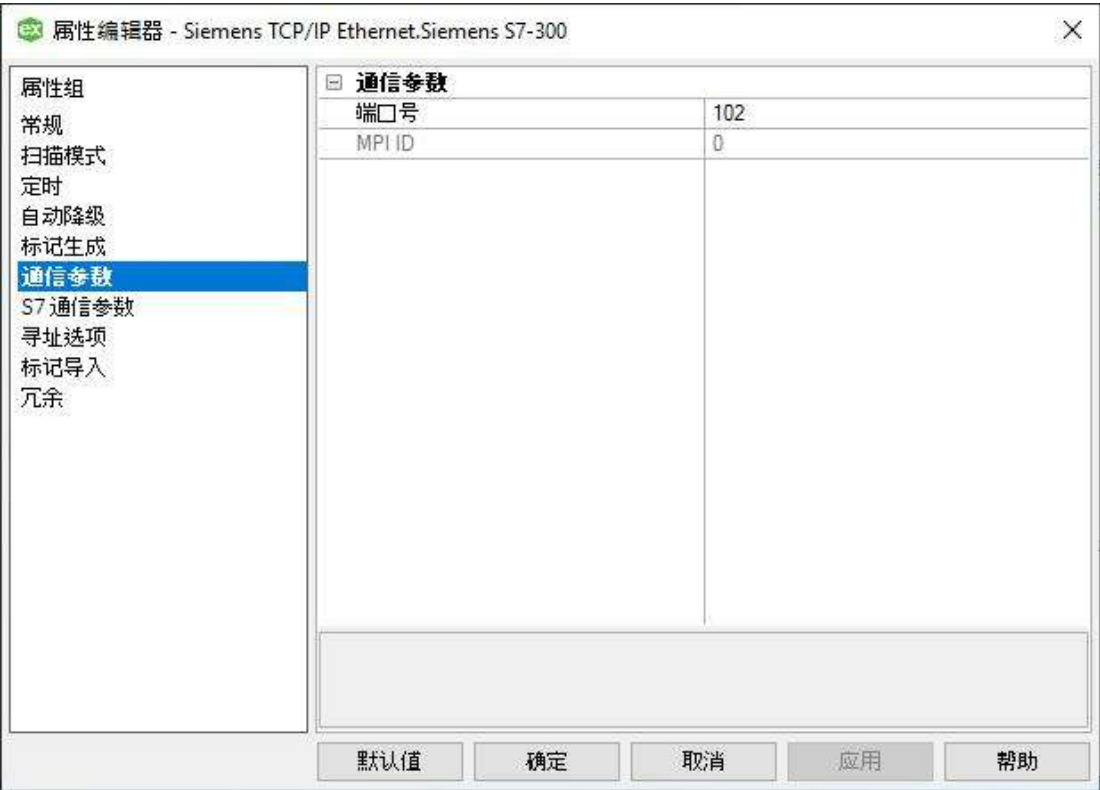 ex 属性编辑器 - Siemens TCP/IP Ethernet.Siemens S7-300
属性组
常规
扫描模式
定时
自动降级
标记生成
通信参数
S7 通信参数
寻址选项
标记导入
冗余
通信参数
端口号 102
MPI ID 0
默认值 确定 取消 应用 帮助